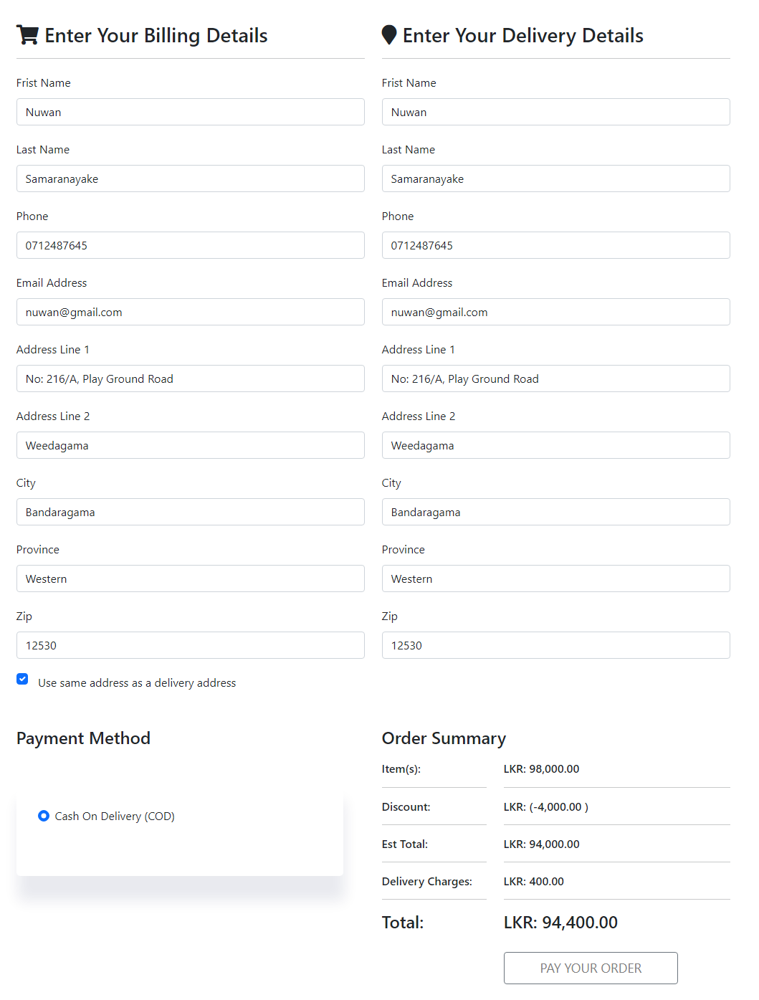 Enter Your Billing Details
Frist Name
Nuwan
Last Name
Samaranayake
Phone
0712487645
Email Address
nuwan@gmail.com
Address Line 1
No: 216/A, Play Ground Road
Address Line 2
Weedagama
City
Bandaragama
Province
Western
Zip
12530
Use same address as a delivery address
Enter Your Delivery Details
Frist Name
Nuwan
Last Name
Samaranayake
Phone
0712487645
Email Address
nuwan@gmail.com
Address Line 1
No: 216/A, Play Ground Road
Address Line 2
Weedagama
City
Bandaragama
Province
Western
Zip
12530
Payment Method
Cash On Delivery (COD)
Order Summary
Item(s): LKR: 98,000.00
Discount: LKR: (-4,000.00 )
Est Total: LKR: 94,000.00
Delivery Charges: LKR: 400.00
Total: LKR: 94,400.00
PAY YOUR ORDER